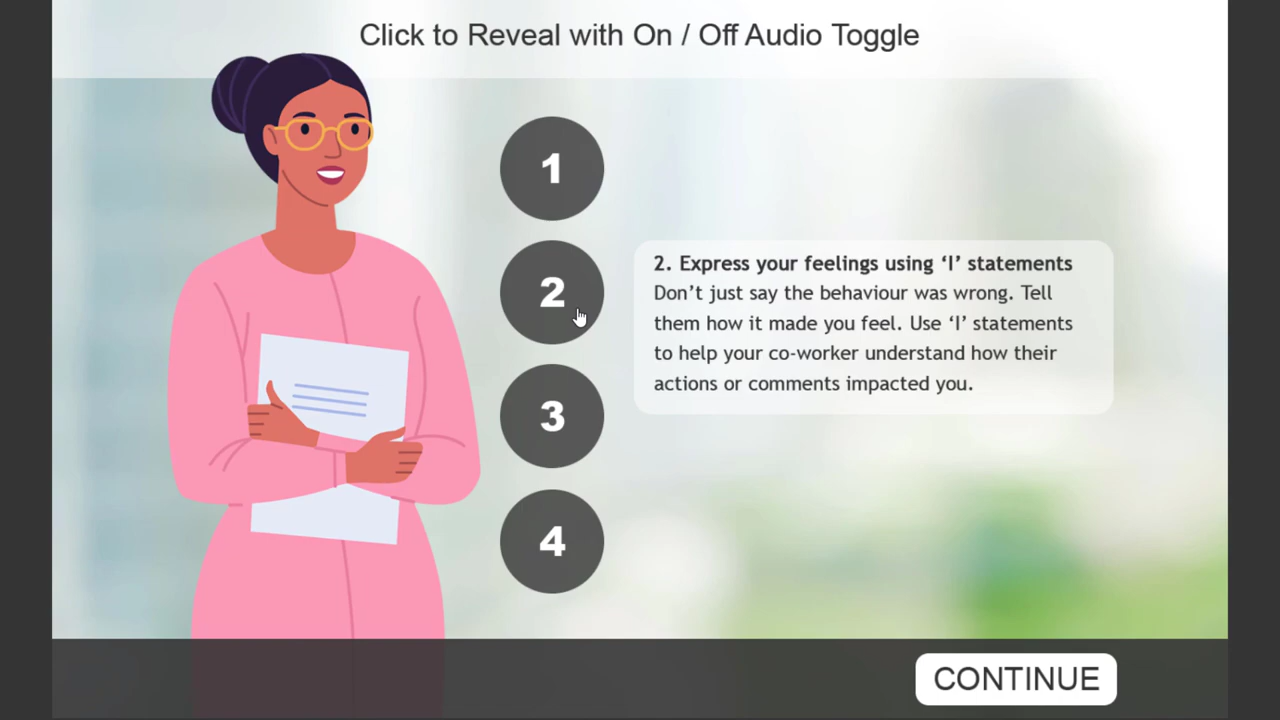 Click to Reveal with On / Off Audio Toggle
1
2
3
4
2. Express your feelings using ‘I’ statements
Don’t just say the behaviour was wrong. Tell
them how it made you feel. Use ‘I’ statements
to help your co-worker understand how their
actions or comments impacted you.
CONTINUE